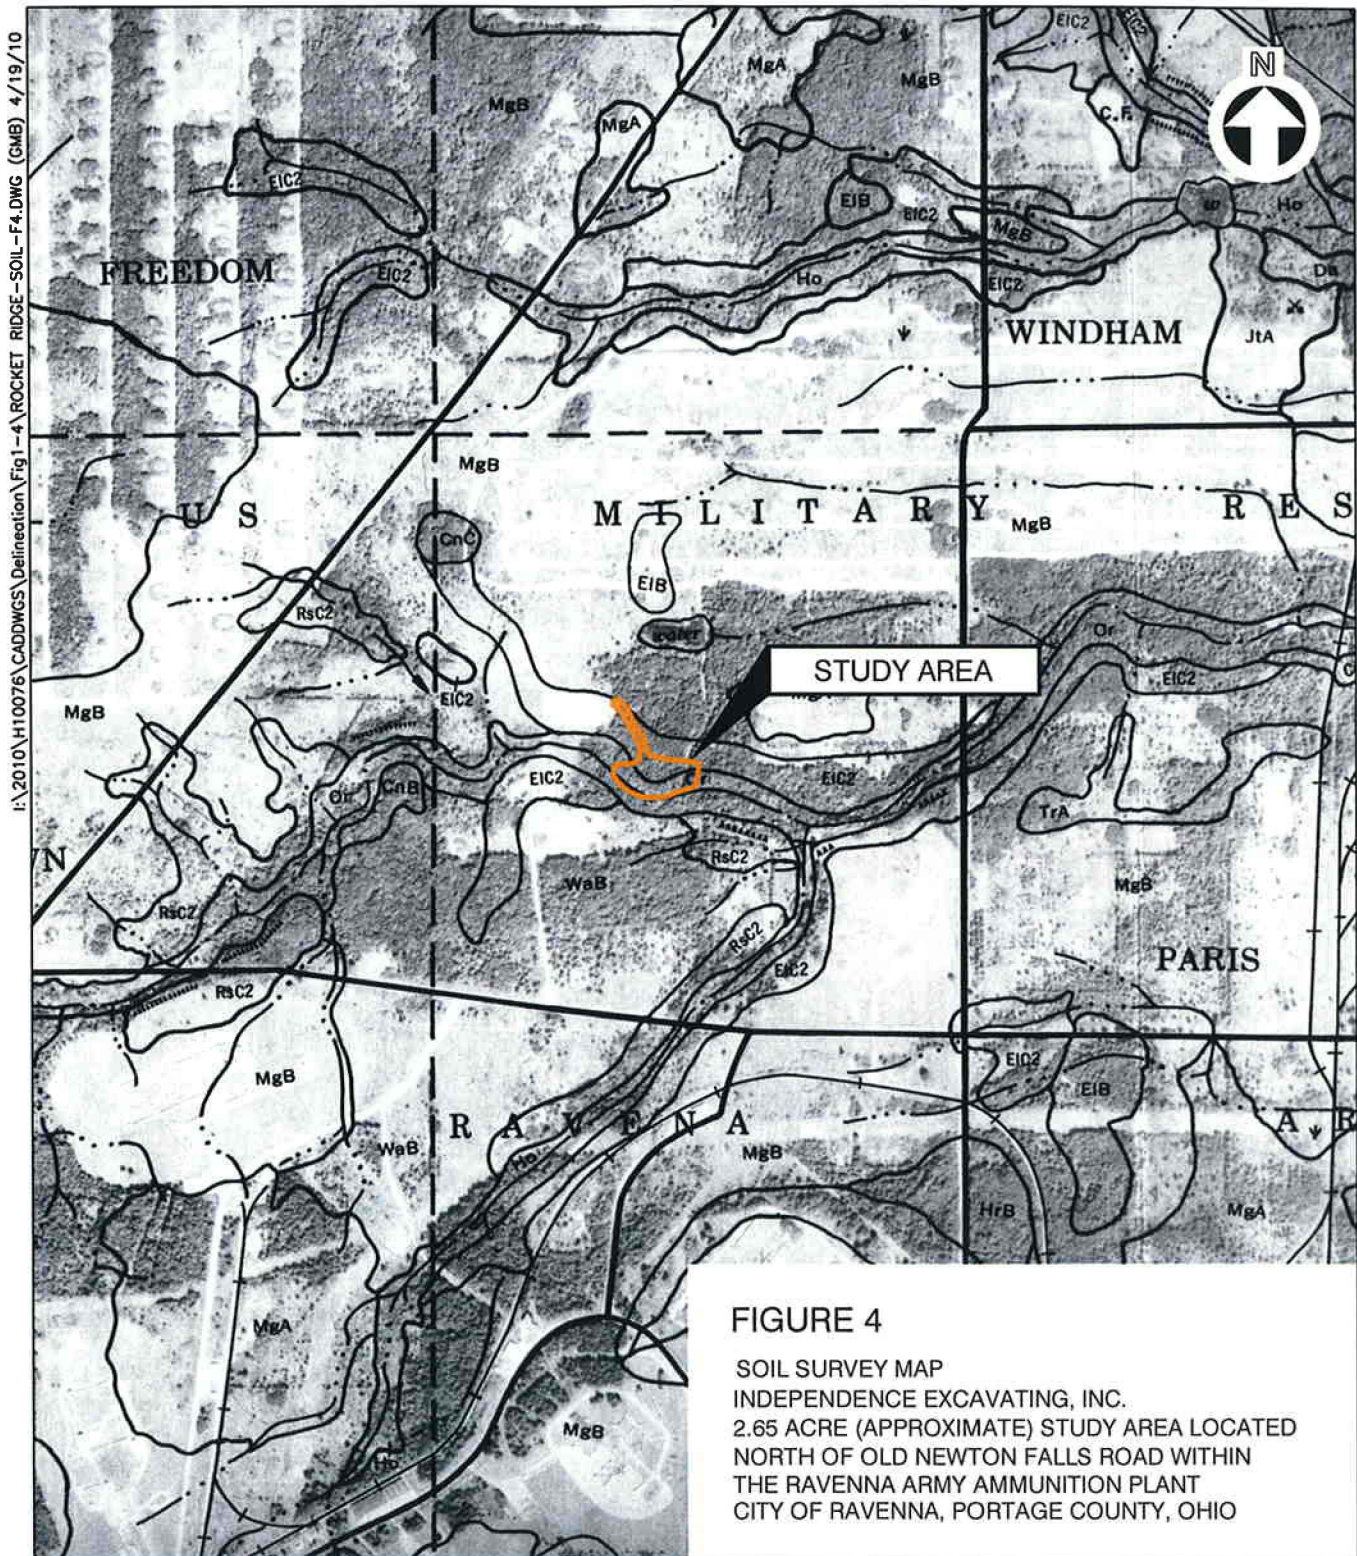 I:\2010\H10076\CADDWGS\Delineation\Fig1-4\ROCKET RIDGE-SOIL-F4.DWG (GMB) 4/19/10
N
EIC2
EIC2
MgA
MgB
MgB
C.F.
MgA
EIC2
EIB
EIC2
w
Ho
MgB
FREEDOM
EIC2
Ho
EIC2
Da
WINDHAM
JtA
MgB
U S
M I L I T A R Y
R E S
MgB
CnC
EIB
RsC2
water
Or
STUDY AREA
EIC2
EIC2
MgB
EIC2
EIC2
Or
CnB
TrA
WN
RsC2
WaB
MgB
RsC2
RsC2
EIC2
PARIS
RsC2
MgB
EIC2
EIB
R A V E N A
A R
WaB
Ho
MgB
HrB
MgA
MgA
MgB
Ho
FIGURE 4
SOIL SURVEY MAP
INDEPENDENCE EXCAVATING, INC.
2.65 ACRE (APPROXIMATE) STUDY AREA LOCATED
NORTH OF OLD NEWTON FALLS ROAD WITHIN
THE RAVENNA ARMY AMMUNITION PLANT
CITY OF RAVENNA, PORTAGE COUNTY, OHIO